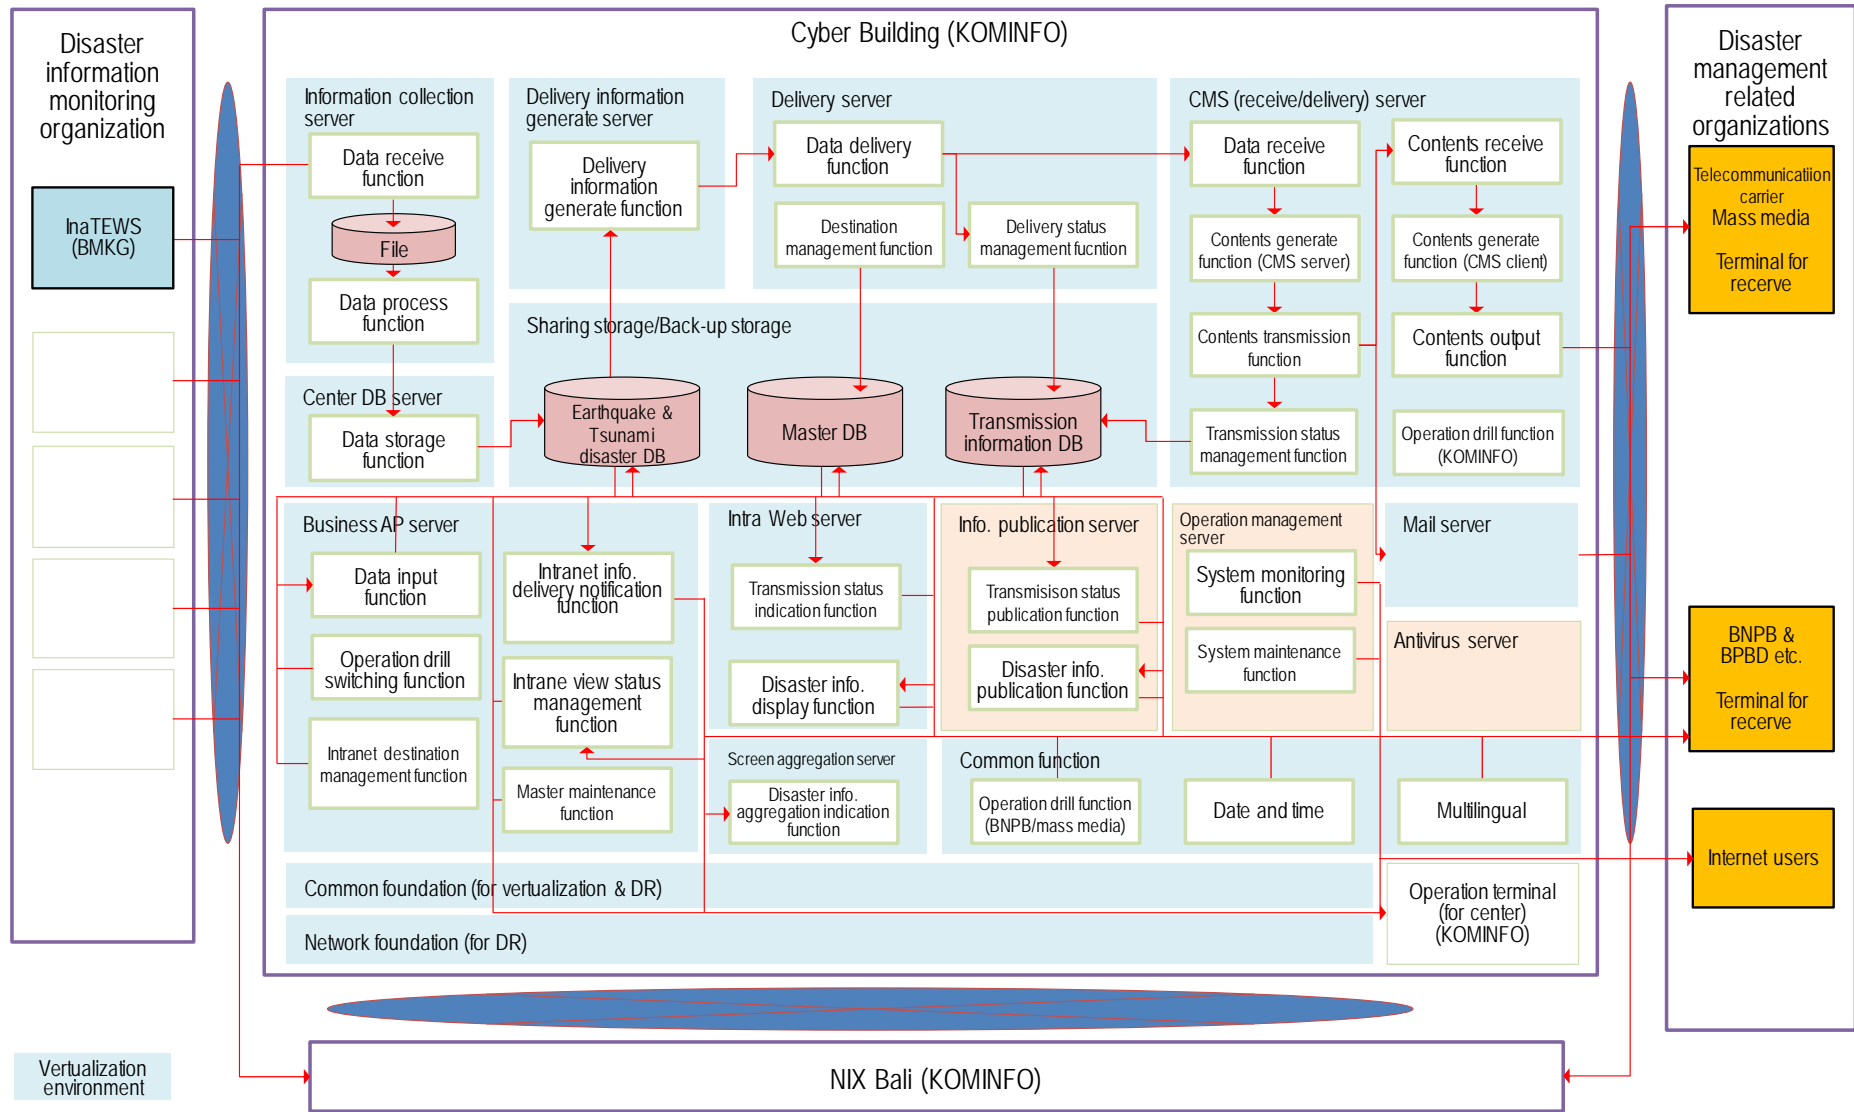 Disaster
information
monitoring
organization
InaTEWS
(BMKG)
Cyber Building (KOMINFO)
Information collection
server
Data receive
function
File
Data process
function
Center DB server
Data storage
function
Delivery information
generate server
Delivery
information
generate function
Delivery server
Data delivery
function
Destination
management function
Delivery status
management fucntion
CMS (receive/delivery) server
Data receive
function
Contents receive
function
Contents generate
function (CMS server)
Contents generate
function (CMS client)
Contents transmission
function
Contents output
function
Transmission status
management function
Operation drill function
(KOMINFO)
Sharing storage/Back-up storage
Earthquake &
Tsunami
disaster DB
Master DB
Transmission
information DB
Business AP server
Data input
function
Operation drill
switching function
Intranet destination
management function
Intranet info.
delivery notification
function
Intrane view status
management
function
Master maintenance
function
Intra Web server
Transmission status
indication function
Disaster info.
display function
Info. publication server
Transmisison status
publication function
Disaster info.
publication function
Operation management
server
System monitoring
function
System maintenance
function
Mail server
Antivirus server
Screen aggregation server
Disaster info.
aggregation indication
function
Common function
Operation drill function
(BNPB/mass media)
Date and time
Multilingual
Common foundation (for vertualization & DR)
Network foundation (for DR)
Operation terminal
(for center)
(KOMINFO)
Disaster
management
related
organizations
Telecommunicatiion
carrier
Mass media
Terminal for
recerve
BNPB &
BPBD etc.
Terminal for
recerve
Internet users
NIX Bali (KOMINFO)
Vertualization
environment